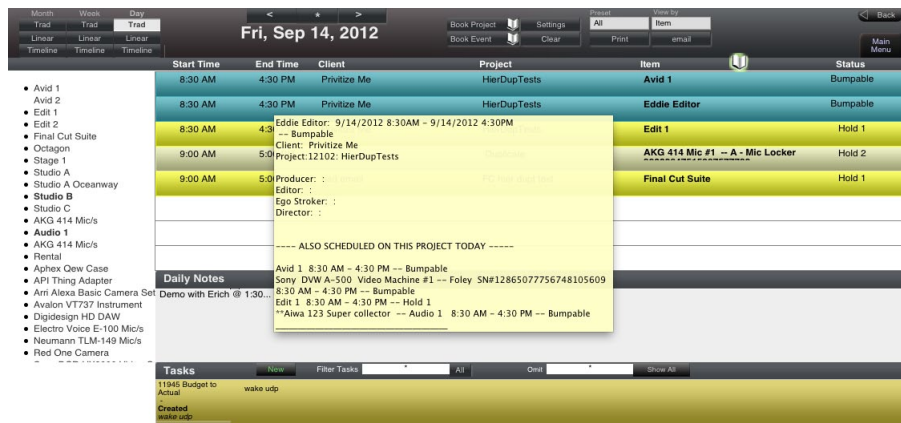 Month Week Day
Trad Trad Trad
Linear Linear Linear
Timeline Timeline Timeline
< * >
Fri, Sep 14, 2012
Book Project Settings
Book Event Clear
Preset View by
All Item
Print email
Back
Main
Menu
Start Time End Time Client Project Item Status
8:30 AM 4:30 PM Privitize Me HierDupTests Avid 1 Bumpable
8:30 AM 4:30 PM Privitize Me HierDupTests Eddie Editor Bumpable
8:30 AM 4:3 Edit 1 Hold 1
9:00 AM 5:0 AKG 414 Mic #1 -- A - Mic Locker Hold 2
9:00 AM 5:0 Final Cut Suite Hold 1
Eddie Editor: 9/14/2012 8:30AM - 9/14/2012 4:30PM
-- Bumpable
Client: Privitize Me
Project:12102: HierDupTests
Producer: :
Editor: :
Ego Stroker: :
Director: :
---- ALSO SCHEDULED ON THIS PROJECT TODAY -----
Avid 1 8:30 AM - 4:30 PM -- Bumpable
Sony DVW A-500 Video Machine #1 -- Foley SN#12865077756748105609
8:30 AM - 4:30 PM -- Bumpable
Edit 1 8:30 AM - 4:30 PM -- Hold 1
**Aiwa 123 Super collector -- Audio 1 8:30 AM - 4:30 PM -- Bumpable
Avid 1
Avid 2
Edit 1
Edit 2
Final Cut Suite
Octagon
Stage 1
Studio A
Studio A Oceanway
Studio B
Studio C
AKG 414 Mic/s
Audio 1
AKG 414 Mic/s
Rental
Aphex Qew Case
API Thing Adapter
Arri Alexa Basic Camera Set
Avalon VT737 Instrument
Digidesign HD DAW
Electro Voice E-100 Mic/s
Neumann TLM-149 Mic/s
Red One Camera
Daily Notes
Demo with Erich @ 1:30...
Tasks New Filter Tasks * All Omit * Show All
11945 Budget to wake udp
Actual
-
Created
wake udp